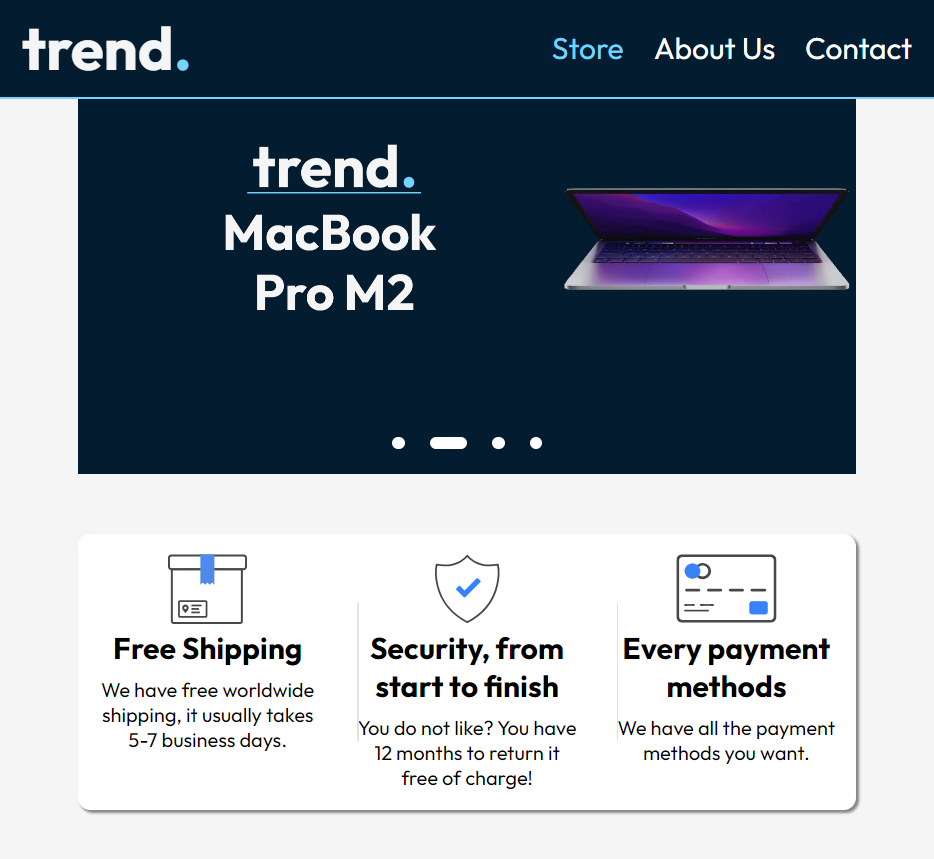 trend.
Store About Us Contact
trend.
MacBook
Pro M2
Free Shipping
We have free worldwide
shipping, it usually takes
5-7 business days.
Security, from
start to finish
You do not like? You have
12 months to return it
free of charge!
Every payment
methods
We have all the payment
methods you want.